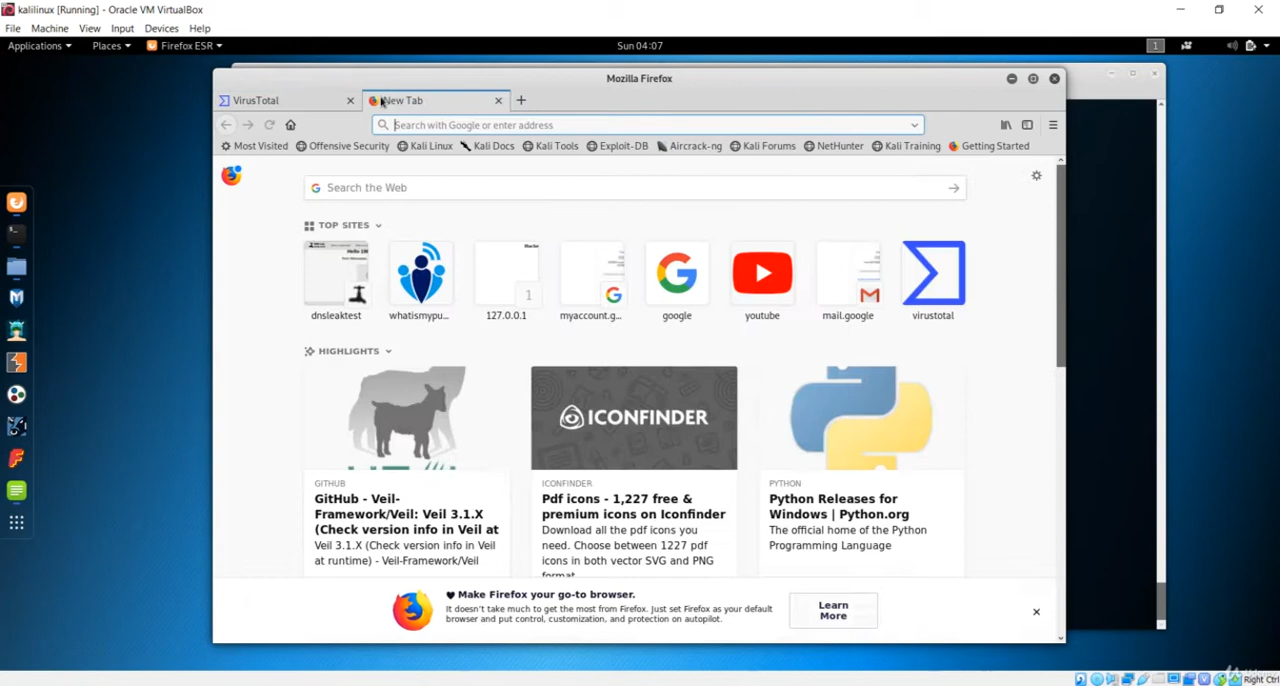 kalilinux [Running] - Oracle VM VirtualBox
File Machine View Input Devices Help
Applications Places Firefox ESR Sun 04:07 1
Mozilla Firefox
VirusTotal New Tab
Search with Google or enter address
Most Visited Offensive Security Kali Linux Kali Docs Kali Tools Exploit-DB Aircrack-ng Kali Forums NetHunter Kali Training Getting Started
Search the Web
TOP SITES
1
dnsleaktest whatismypu... 127.0.0.1 myaccount.g... google youtube mail.google virustotal
HIGHLIGHTS
ICONFINDER
GITHUB
GitHub - Veil-
Framework/Veil: Veil 3.1.X
(Check version info in Veil at
Veil 3.1.X (Check version info in Veil
at runtime) - Veil-Framework/Veil
ICONFINDER
Pdf icons - 1,227 free &
premium icons on Iconfinder
Download all the pdf icons you
need. Choose between 1227 pdf
icons in both vector SVG and PNG
format.
PYTHON
Python Releases for
Windows | Python.org
The official home of the Python
Programming Language
Make Firefox your go-to browser.
It doesn't take much to get the most from Firefox. Just set Firefox as your default
browser and put control, customization, and protection on autopilot.
Learn
More
Right Ctrl